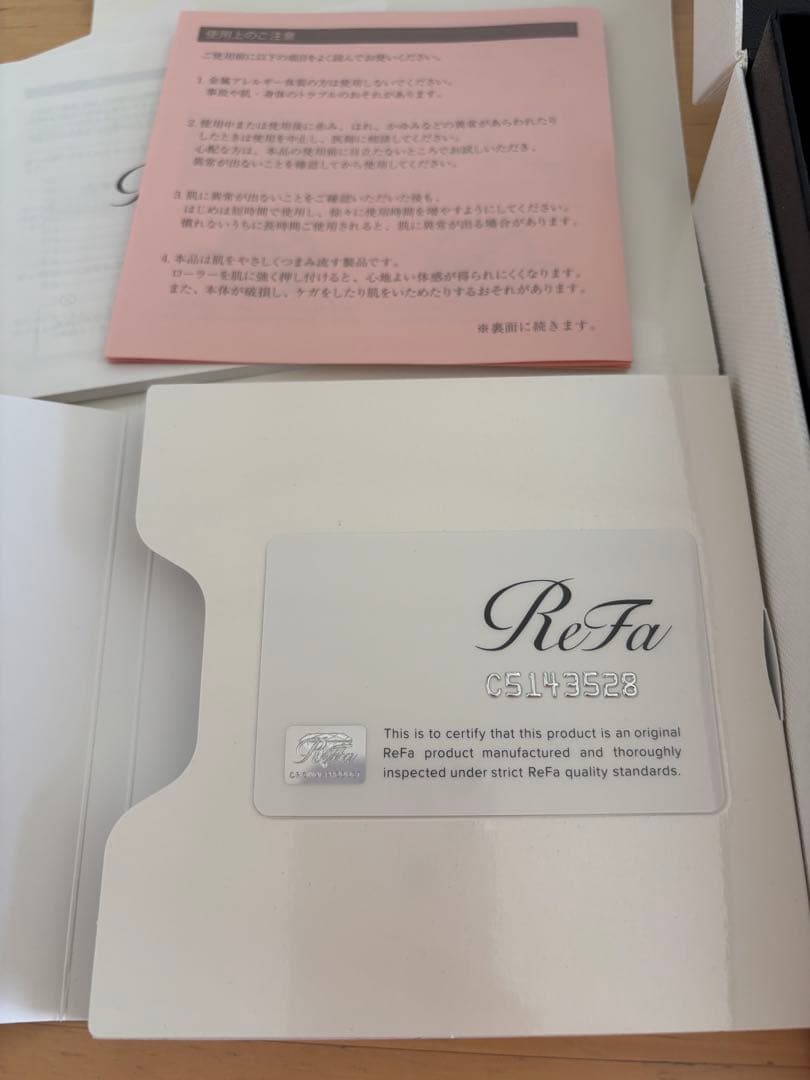 使用上のご注意
ご使用前に以下の項目をよく読んでお使いください。
1. 金属アレルギー体質の方は使用しないでください。
事故や肌・身体のトラブルのおそれがあります。
2. 使用中または使用後に赤み、はれ、かゆみなどの異常があらわれたり
したときは使用を中止し、医師に相談してください。
心配な方は、本品の使用前に目立たないところでお試しいただき、
異常が出ないことを確認してから使用してください。
3. 肌に異常が出ないことをご確認いただいた後も、
はじめは短時間で使用し、徐々に使用時間を増やすようにしてください。
慣れないうちに長時間ご使用されると、肌に異常が出る場合があります。
4. 本品は肌をやさしくつまみ流す製品です。
ローラーを肌に強く押し付けると、心地よい体感が得られにくくなります。
また、本体が破損し、ケガをしたり肌をいためたりするおそれがあります。
※裏面に続きます。
ReFa
C5143528
ReFa
This is to certify that this product is an original
ReFa product manufactured and thoroughly
inspected under strict ReFa quality standards.